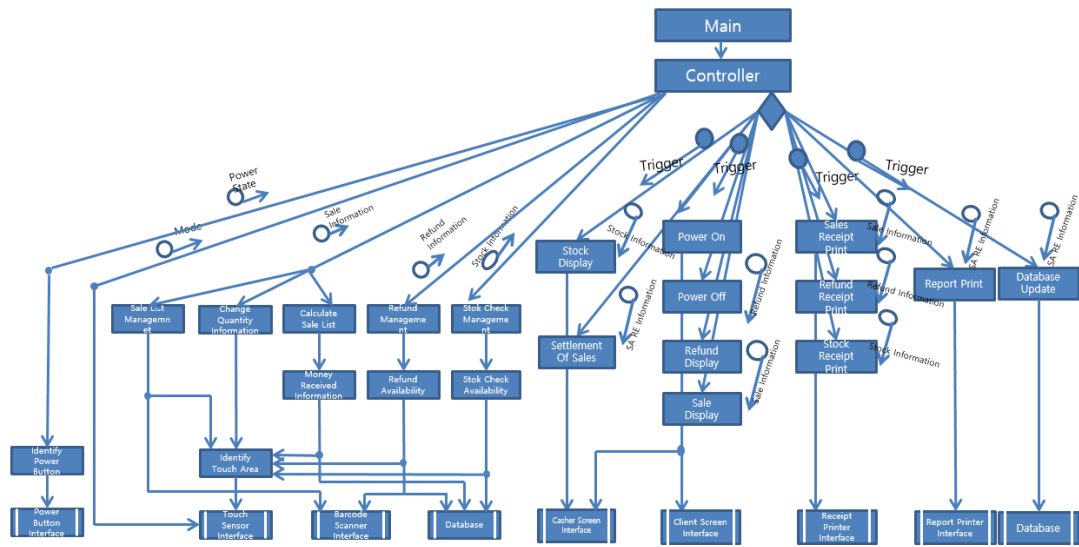 Main
Controller
Power
State
Mode
Sale
Information
Refund
Information
Stock Information
Trigger
Trigger
Trigger
Trigger
Stock Information
Sale Information
SA RE Information
SA RE Information
Stock
Display
Power On
Sales
Receipt
Print
Report Print
Database
Update
Power Off
Refund Information
Refund
Receipt
Print
Refund Information
Sale List
Managemnet
Change
Quantity
Information
Calculate
Sale List
Refund
Management
Stok Check
Management
Settlement
Of Sales
SA RE Information
Refund
Display
Sale Information
Stock
Receipt
Print
Stock Information
Money
Received
Information
Refund
Availability
Stok Check
Availability
Sale
Display
Identify
Power
Button
Identify
Touch Area
Power
Button
Interface
Touch
Sensor
Interface
Barcode
Scanner
Interface
Database
Casher Screen
Interface
Client Screen
Interface
Receipt
Printer
Interface
Report Printer
Interface
Database